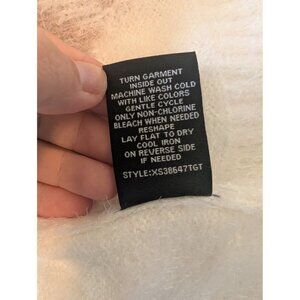 TURN GARMENT
INSIDE OUT
MACHINE WASH COLD
WITH LIKE COLORS
GENTLE CYCLE
ONLY NON-CHLORINE
BLEACH WHEN NEEDED
RESHAPE
LAY FLAT TO DRY
COOL IRON
ON REVERSE SIDE
IF NEEDED
STYLE:XS38647TGT